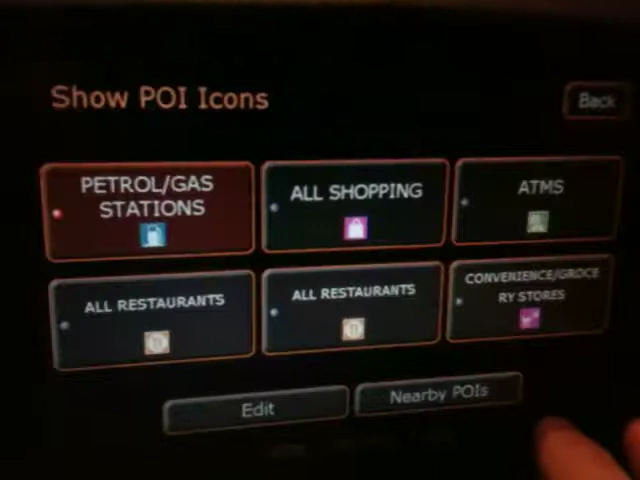 Show POI Icons
Back
PETROL/GAS
STATIONS
ALL SHOPPING
ATMS
ALL RESTAURANTS
ALL RESTAURANTS
CONVENIENCE/GROCE
RY STORES
Edit
Nearby POIs